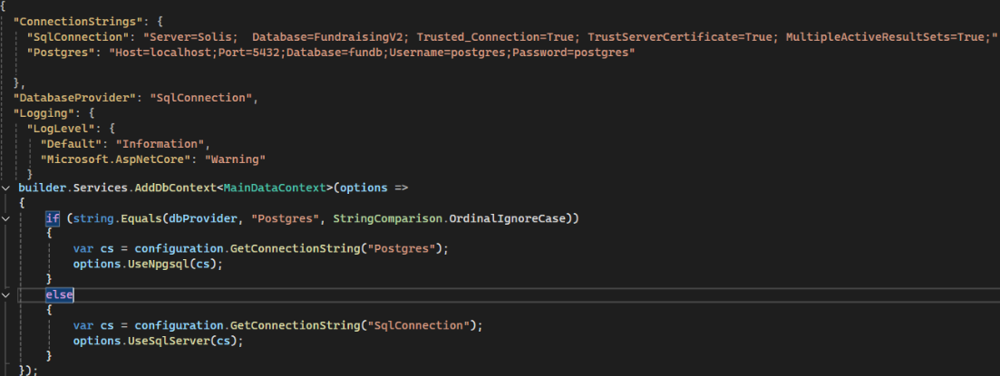 {
"ConnectionStrings": {
"SqlConnection": "Server=Solis;  Database=FundraisingV2; Trusted_Connection=True; TrustServerCertificate=True; MultipleActiveResultSets=True;"
"Postgres": "Host=localhost;Port=5432;Database=fundb;Username=postgres;Password=postgres"
},
"DatabaseProvider": "SqlConnection",
"Logging": {
"LogLevel": {
"Default": "Information",
"Microsoft.AspNetCore": "Warning"
}
builder.Services.AddDbContext<MainDataContext>(options =>
{
if (string.Equals(dbProvider, "Postgres", StringComparison.OrdinalIgnoreCase))
{
var cs = configuration.GetConnectionString("Postgres");
options.UseNpgsql(cs);
}
else
{
var cs = configuration.GetConnectionString("SqlConnection");
options.UseSqlServer(cs);
}
});